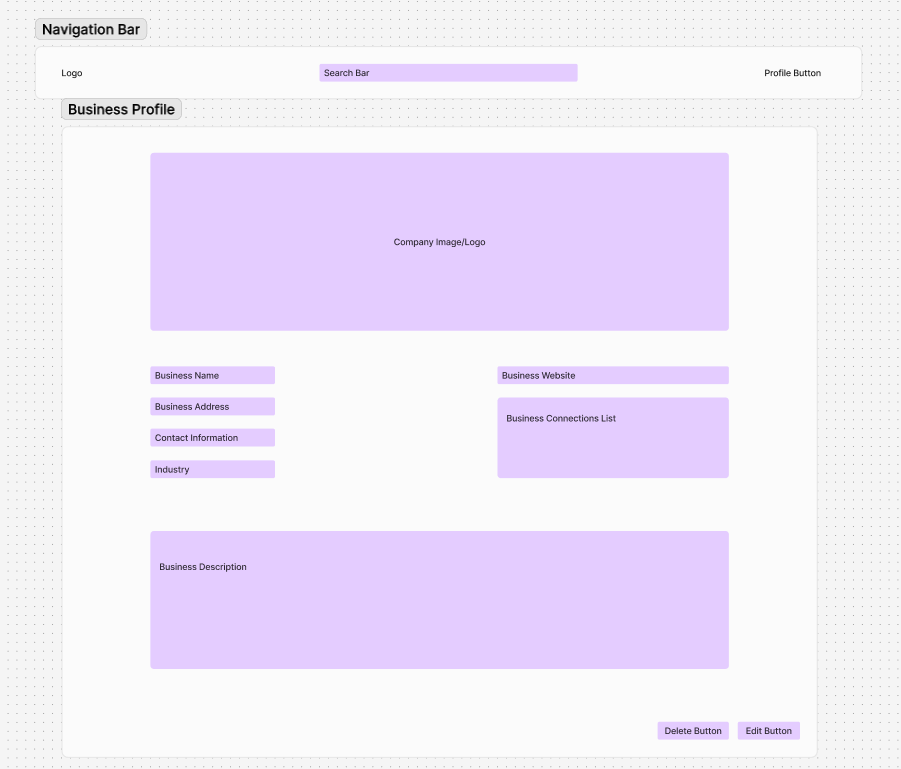 Navigation Bar
Logo
Search Bar
Profile Button
Business Profile
Company Image/Logo
Business Name
Business Address
Contact Information
Industry
Business Website
Business Connections List
Business Description
Delete Button
Edit Button